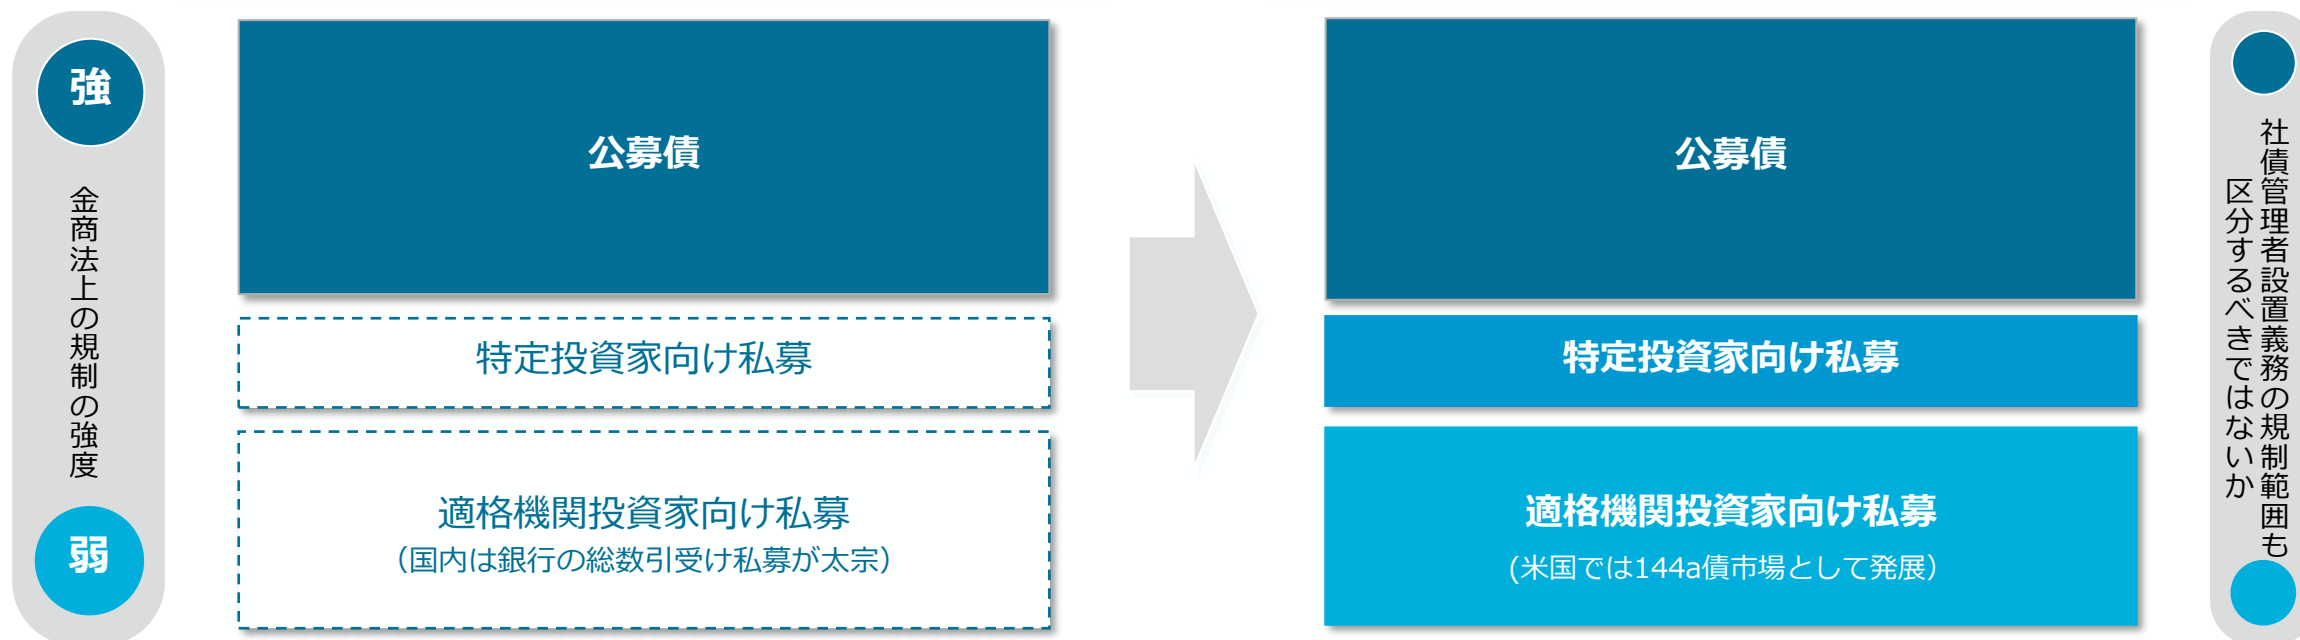 強
金商法上の規制の強度
弱
公募債
特定投資家向け私募
適格機関投資家向け私募
（国内は銀行の総数引受け私募が太宗）
公募債
特定投資家向け私募
適格機関投資家向け私募
(米国では144a債市場として発展）
社債管理者設置義務の規制範囲も
区分するべきではないか